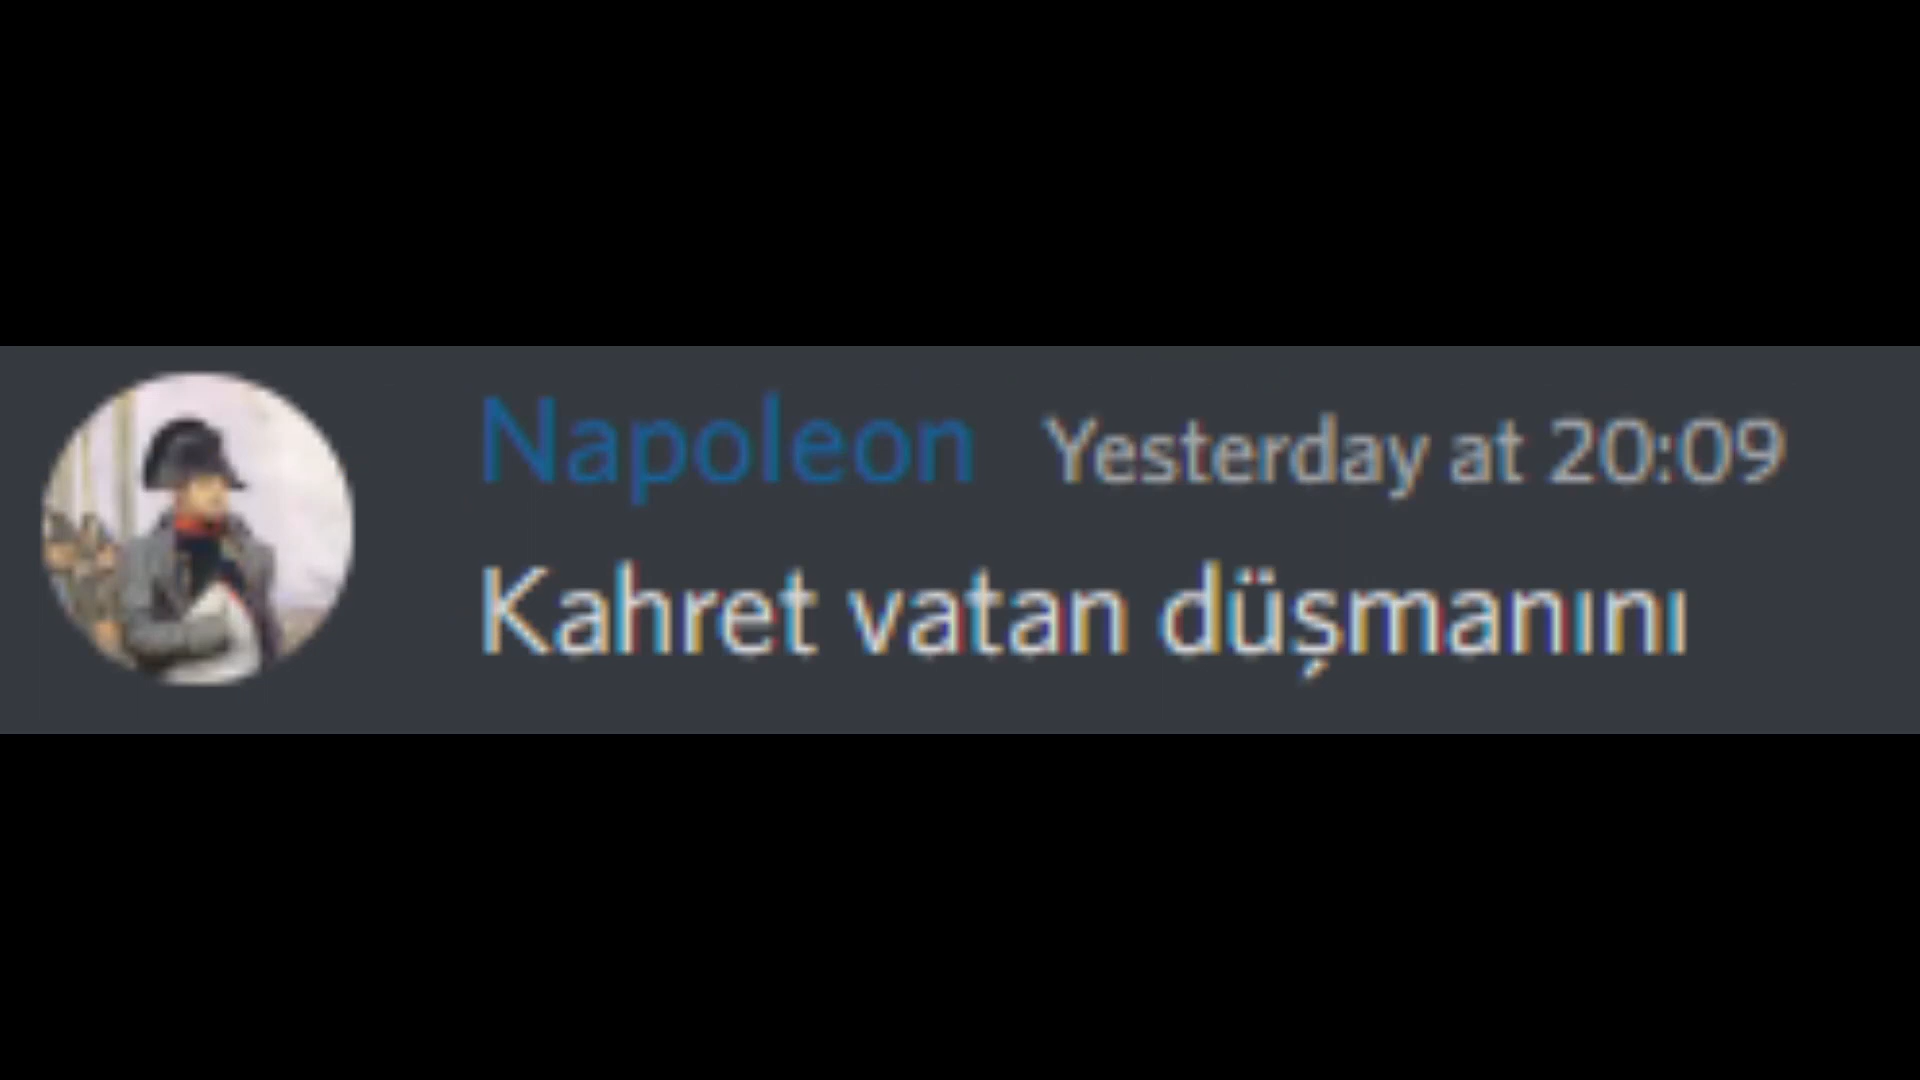 Napoleon Yesterday at 20:09
Kahret vatan düşmanını